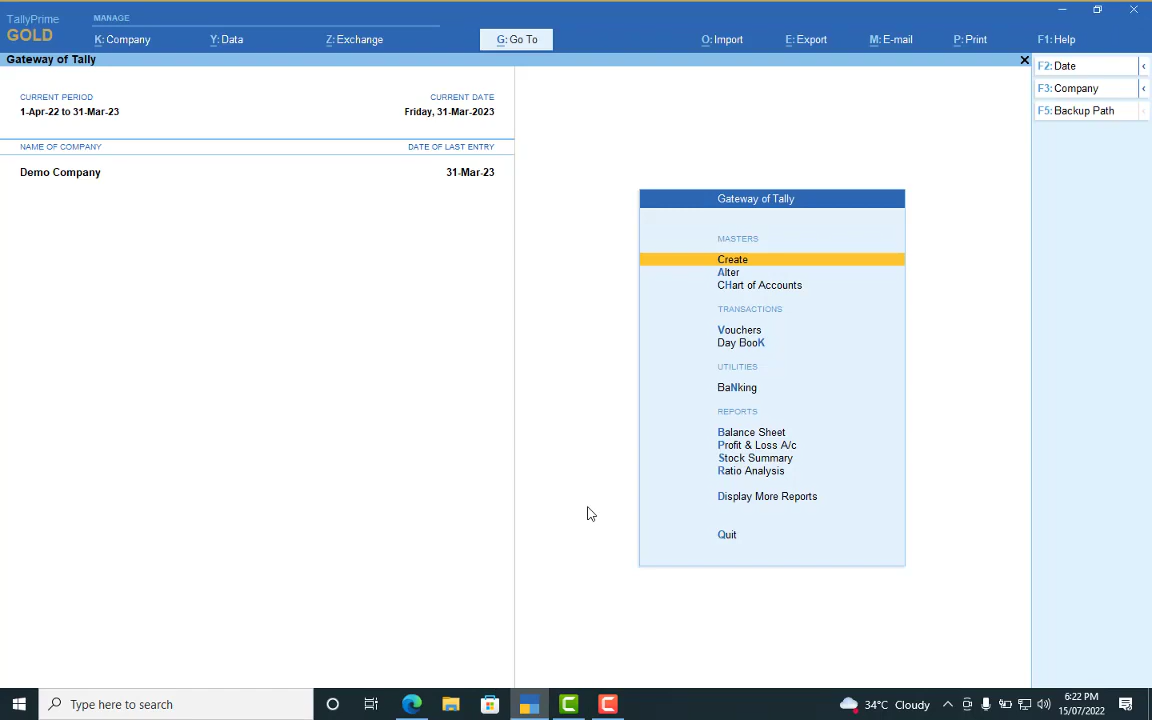 TallyPrime
GOLD
MANAGE
K: Company
Y: Data
Z: Exchange
G: Go To
O: Import
E: Export
M: E-mail
P: Print
F1: Help
Gateway of Tally
F2: Date
F3: Company
F5: Backup Path
CURRENT PERIOD
CURRENT DATE
1-Apr-22 to 31-Mar-23
Friday, 31-Mar-2023
NAME OF COMPANY
DATE OF LAST ENTRY
Demo Company
31-Mar-23
Gateway of Tally
MASTERS
Create
Alter
CHart of Accounts
TRANSACTIONS
Vouchers
Day BooK
UTILITIES
BaNking
REPORTS
Balance Sheet
Profit & Loss A/c
Stock Summary
Ratio Analysis
Display More Reports
Quit
Type here to search
34°C Cloudy
6:22 PM
15/07/2022